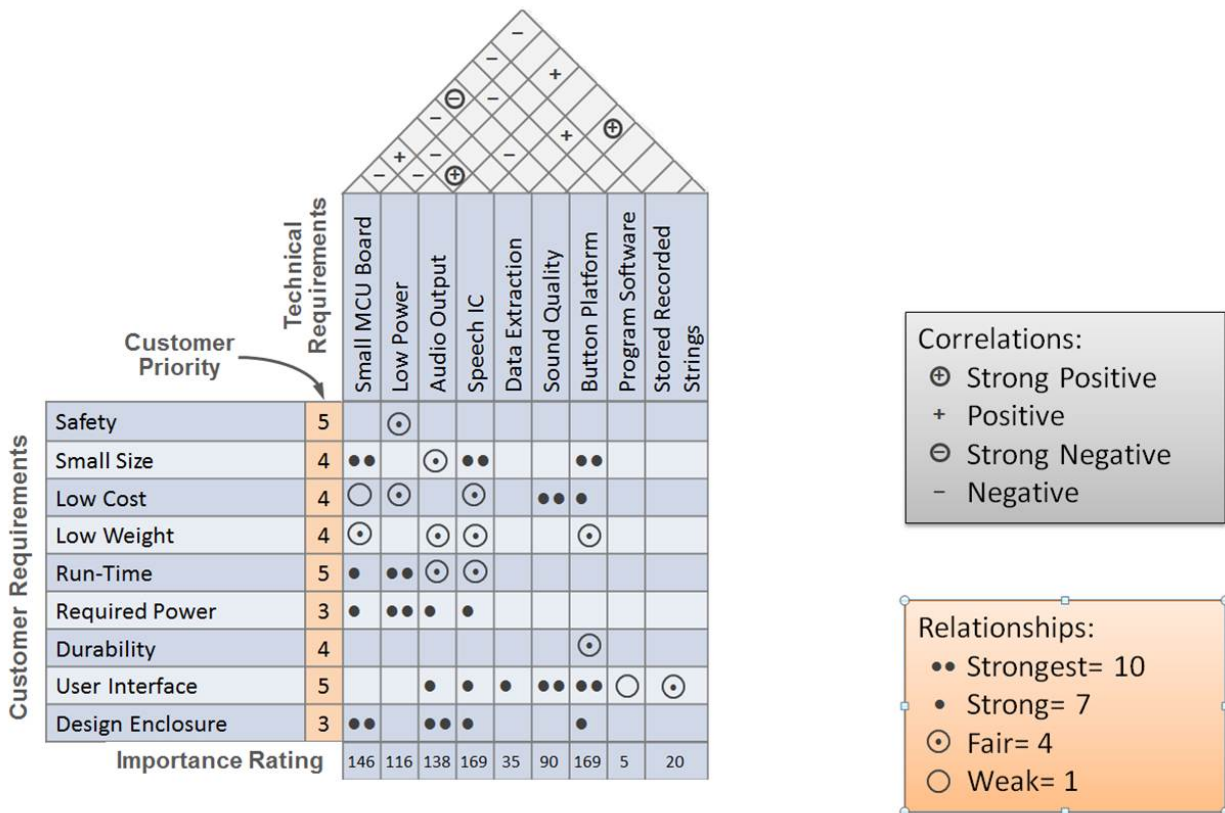 Technical
Requirements
Customer
Priority
Small MCU Board
Low Power
Audio Output
Speech IC
Data Extraction
Sound Quality
Button Platform
Program Software
Stored Recorded
Strings
Customer Requirements
Safety 5
Small Size 4
Low Cost 4
Low Weight 4
Run-Time 5
Required Power 3
Durability 4
User Interface 5
Design Enclosure 3
Importance Rating 146 116 138 169 35 90 169 5 20
Correlations:
⊕ Strong Positive
+ Positive
⊖ Strong Negative
− Negative
Relationships:
●● Strongest= 10
● Strong= 7
☉ Fair= 4
○ Weak= 1